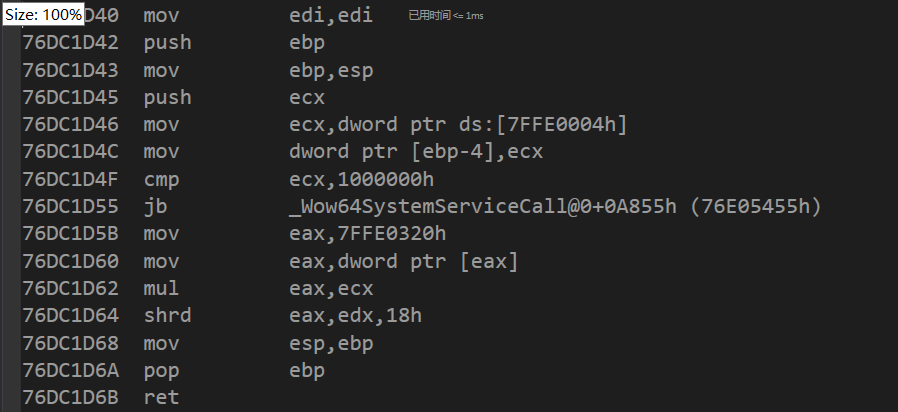 Size: 100%
40 mov edi,edi 已用时间 <= 1ms
76DC1D42 push ebp
76DC1D43 mov ebp,esp
76DC1D45 push ecx
76DC1D46 mov ecx,dword ptr ds:[7FFE0004h]
76DC1D4C mov dword ptr [ebp-4],ecx
76DC1D4F cmp ecx,1000000h
76DC1D55 jb _Wow64SystemServiceCall@0+0A855h (76E05455h)
76DC1D5B mov eax,7FFE0320h
76DC1D60 mov eax,dword ptr [eax]
76DC1D62 mul eax,ecx
76DC1D64 shrd eax,edx,18h
76DC1D68 mov esp,ebp
76DC1D6A pop ebp
76DC1D6B ret